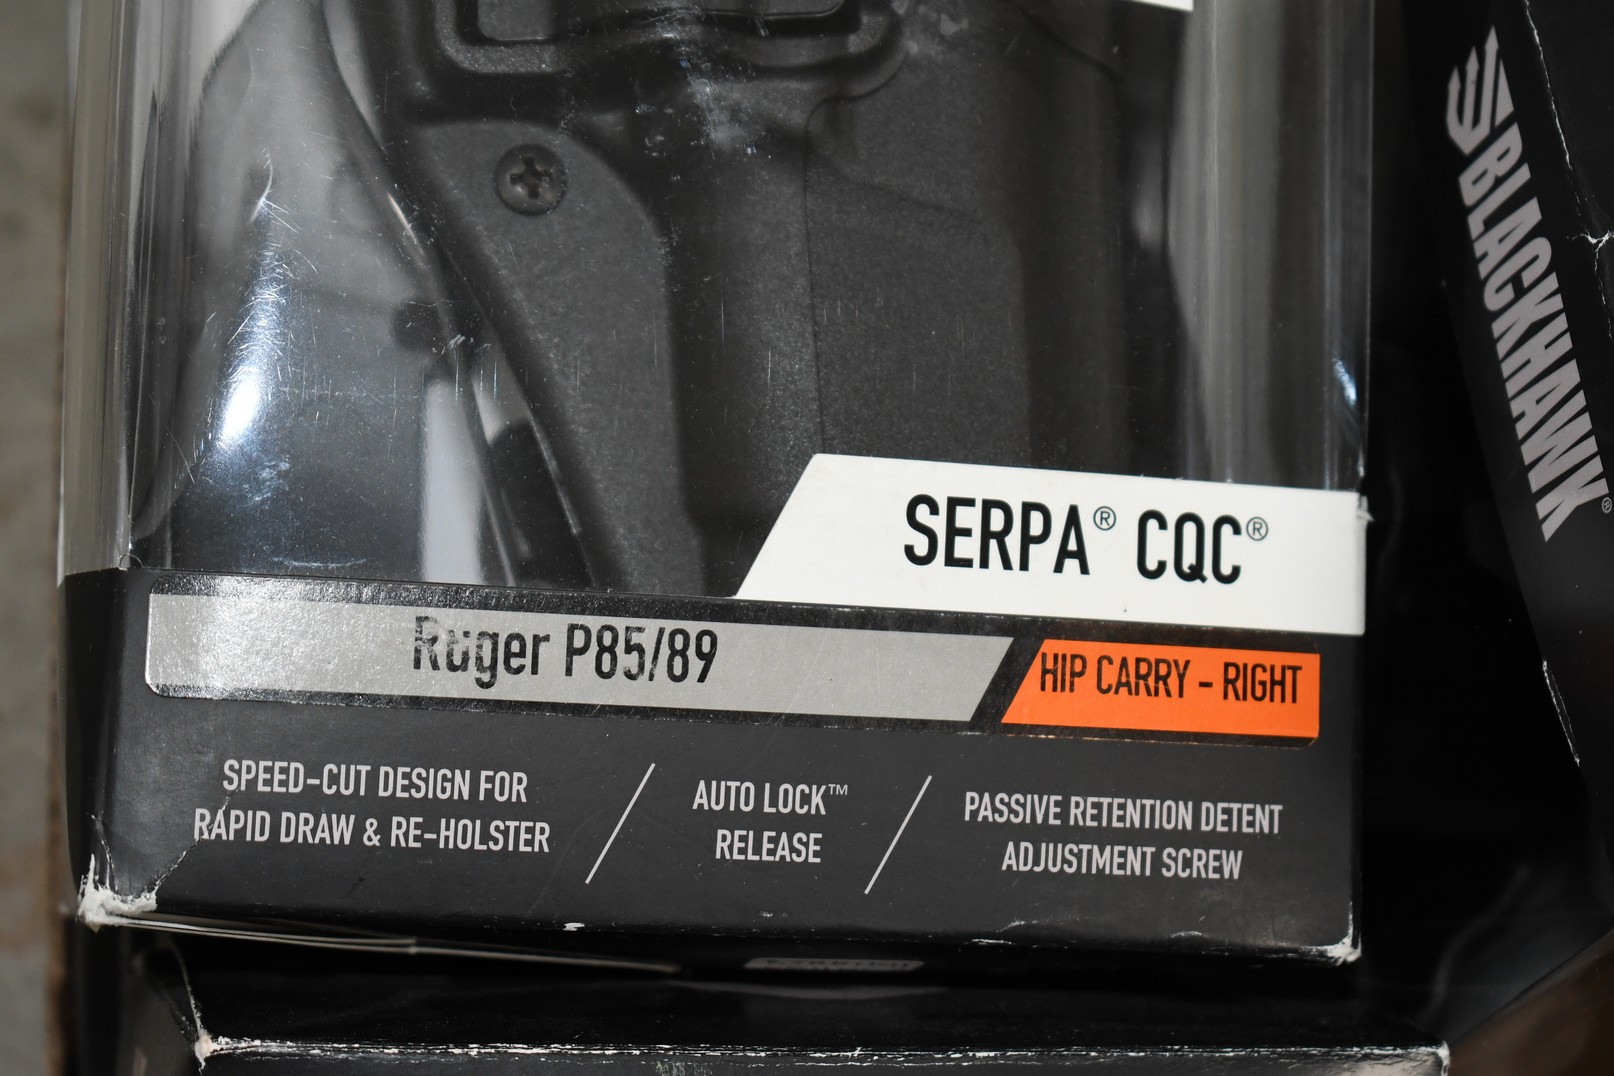 SERPA® CQC®
Ruger P85/89
HIP CARRY - RIGHT
SPEED-CUT DESIGN FOR
RAPID DRAW & RE-HOLSTER
AUTO LOCK™
RELEASE
PASSIVE RETENTION DETENT
ADJUSTMENT SCREW
BLACKHAWK®